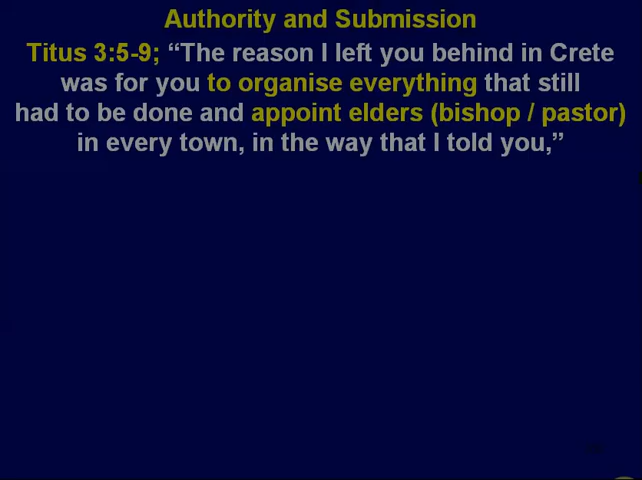 Authority and Submission
Titus 3:5-9; “The reason I left you behind in Crete
was for you to organise everything that still
had to be done and appoint elders (bishop / pastor)
in every town, in the way that I told you,”